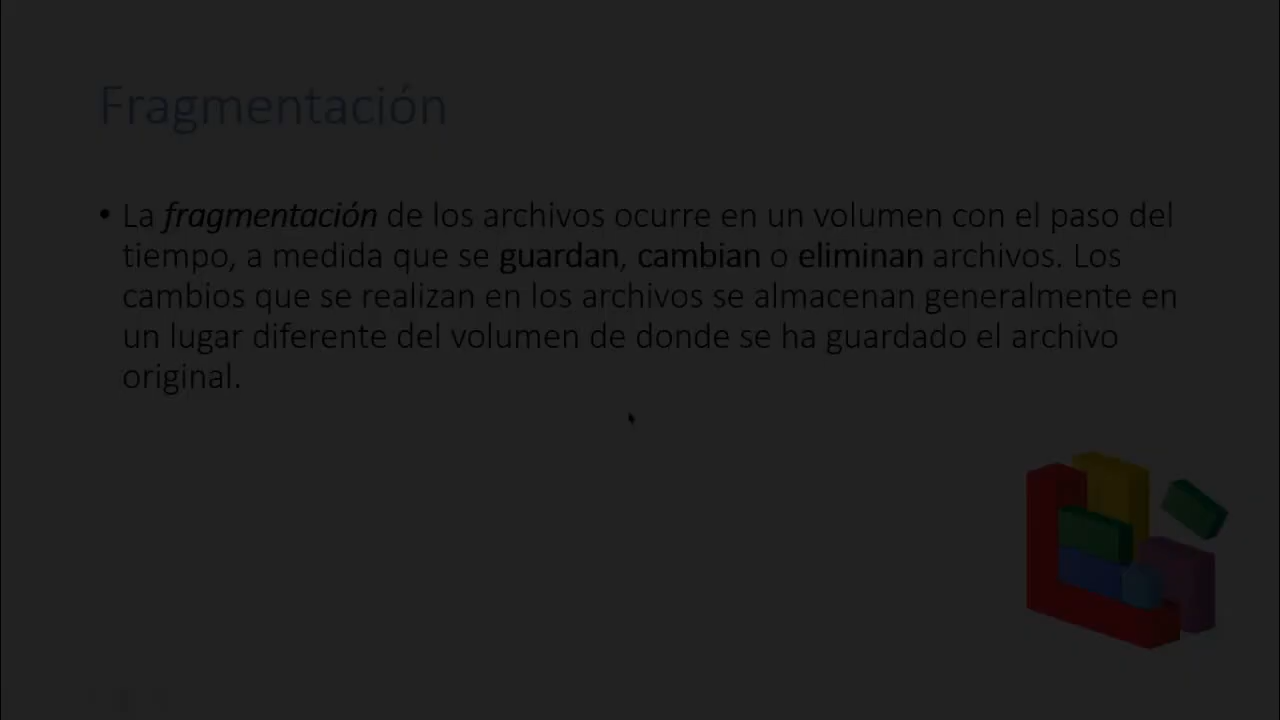 Fragmentación
• La fragmentación de los archivos ocurre en un volumen con el paso del
tiempo, a medida que se guardan, cambian o eliminan archivos. Los
cambios que se realizan en los archivos se almacenan generalmente en
un lugar diferente del volumen de donde se ha guardado el archivo
original.